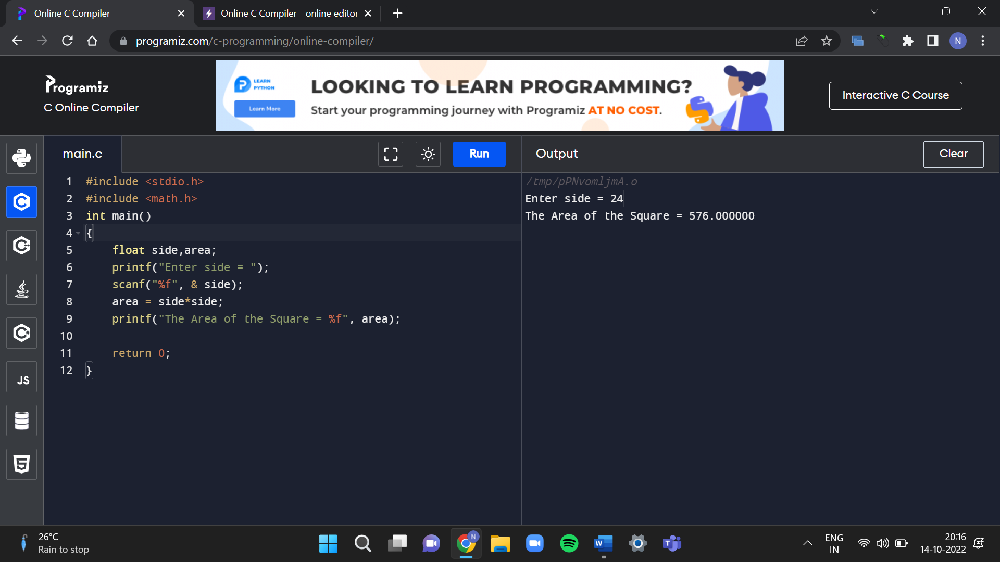 Online C Compiler
Online C Compiler - online editor
programiz.com/c-programming/online-compiler/
N
Programiz
C Online Compiler
LEARN
PYTHON
Learn More
LOOKING TO LEARN PROGRAMMING?
Start your programming journey with Programiz AT NO COST.
Interactive C Course
main.c
Run
Output
Clear
1 #include <stdio.h>
2 #include <math.h>
3 int main()
4 {
5 float side,area;
6 printf("Enter side = ");
7 scanf("%f", & side);
8 area = side*side;
9 printf("The Area of the Square = %f", area);
10
11 return 0;
12 }
/tmp/pPNvomljmA.o
Enter side = 24
The Area of the Square = 576.000000
C
C++
C#
JS
5
26°C
Rain to stop
N
W
T
ENG
IN
20:16
14-10-2022